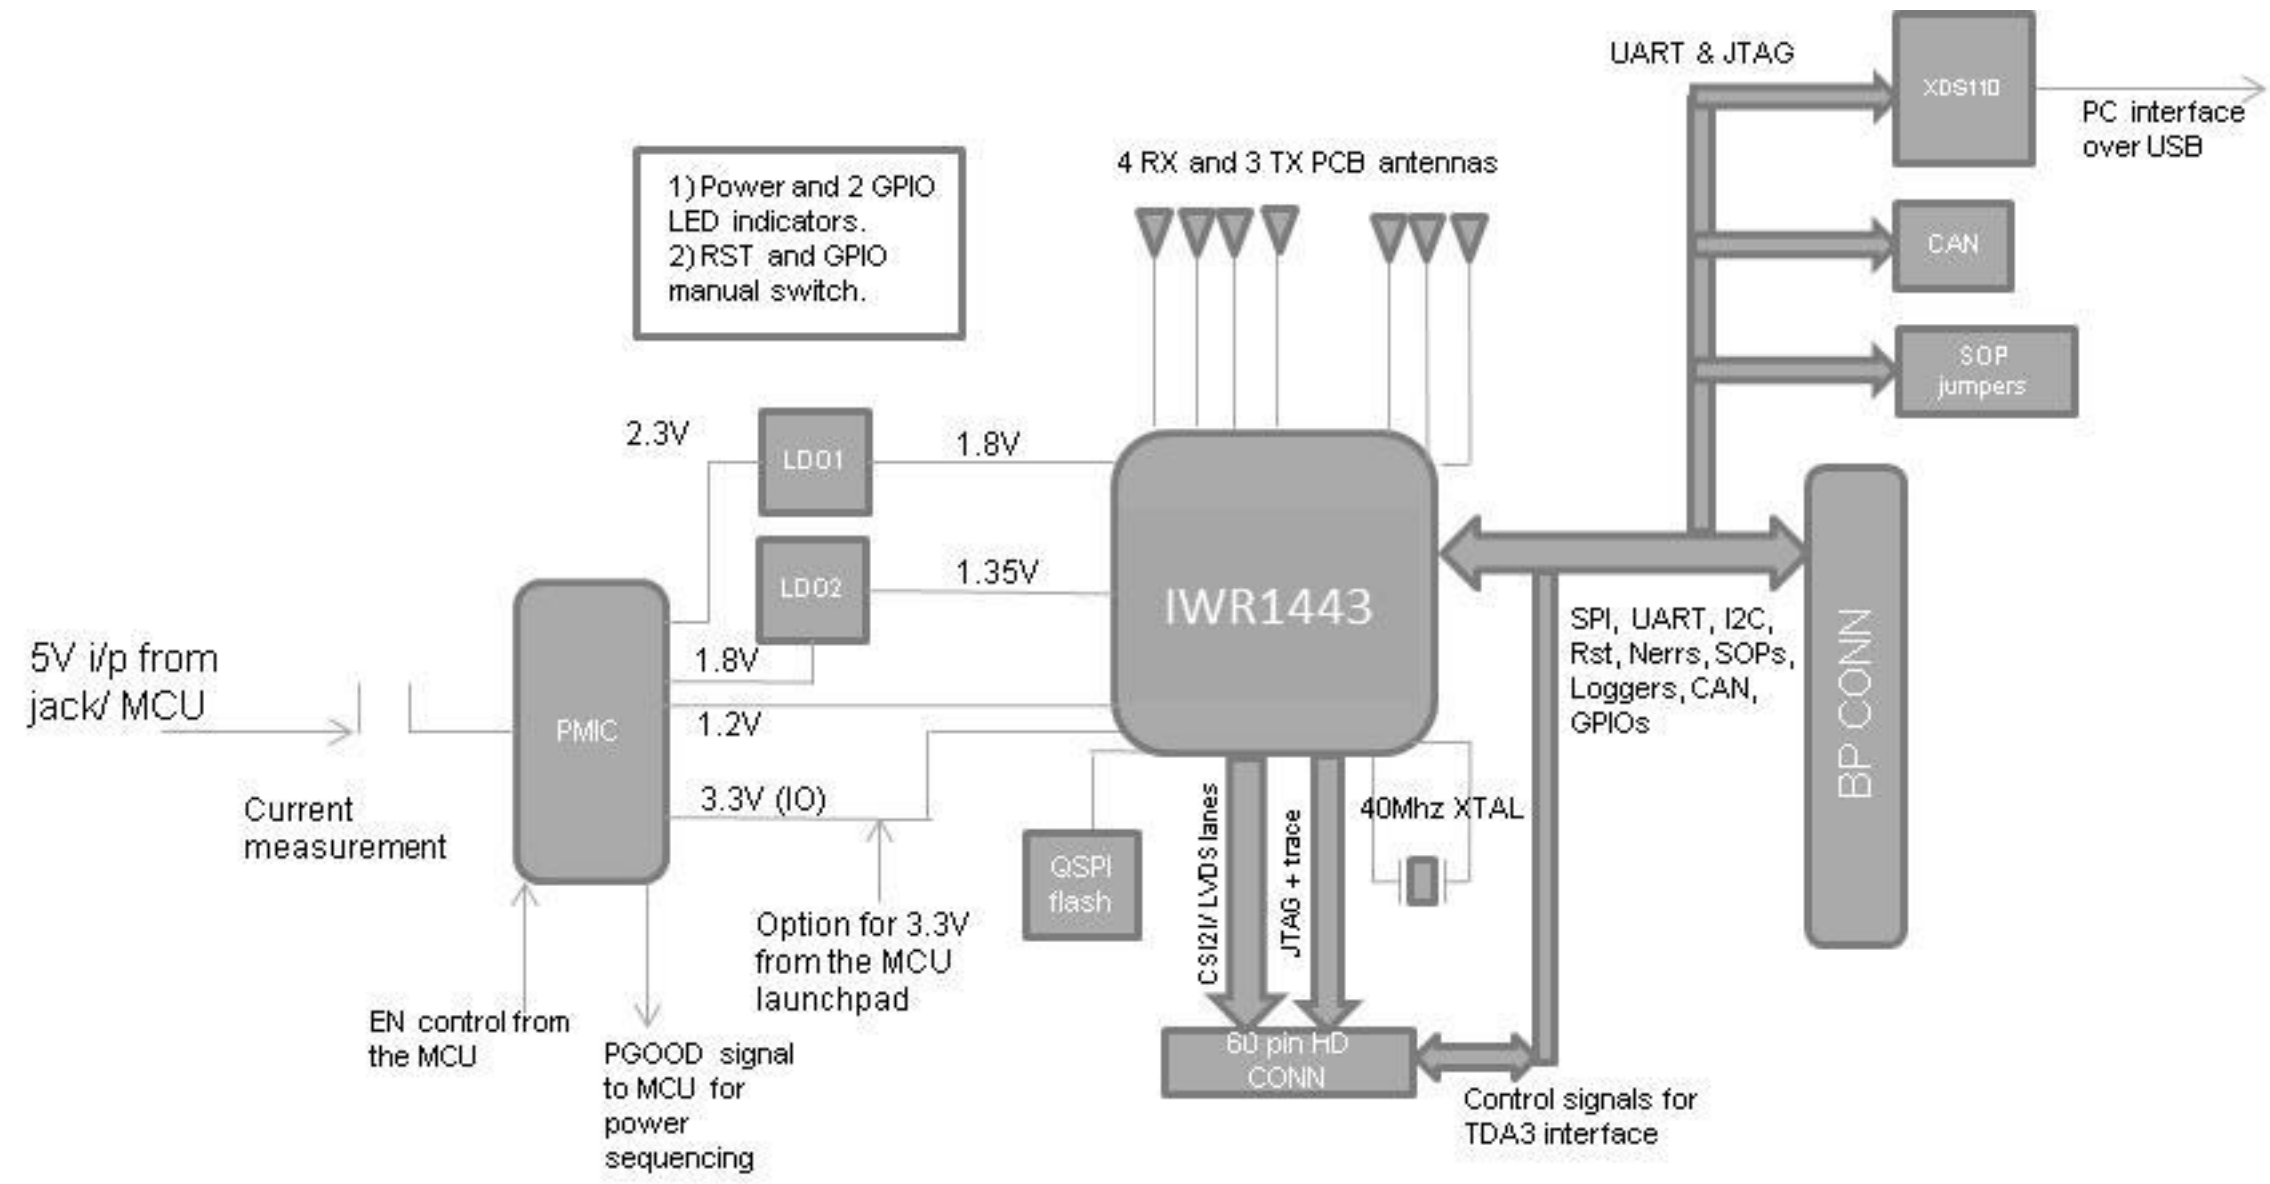 UART & JTAG
XDS110
PC interface
over USB
4 RX and 3 TX PCB antennas
1) Power and 2 GPIO
LED indicators.
2) RST and GPIO
manual switch.
CAN
SOP
jumpers
2.3V
LDO1
1.8V
LDO2
1.35V
IWR1443
SPI, UART, I2C,
Rst, Nerrs, SOPs,
Loggers, CAN,
GPIOs
BP CONN
5V i/p from
jack/ MCU
PMIC
1.8V
1.2V
3.3V (IO)
Current
measurement
QSPI
flash
CSI2I/ LVDS lanes
JTAG + trace
40Mhz XTAL
Option for 3.3V
from the MCU
launchpad
EN control from
the MCU
PGOOD signal
to MCU for
power
sequencing
60 pin HD
CONN
Control signals for
TDA3 interface